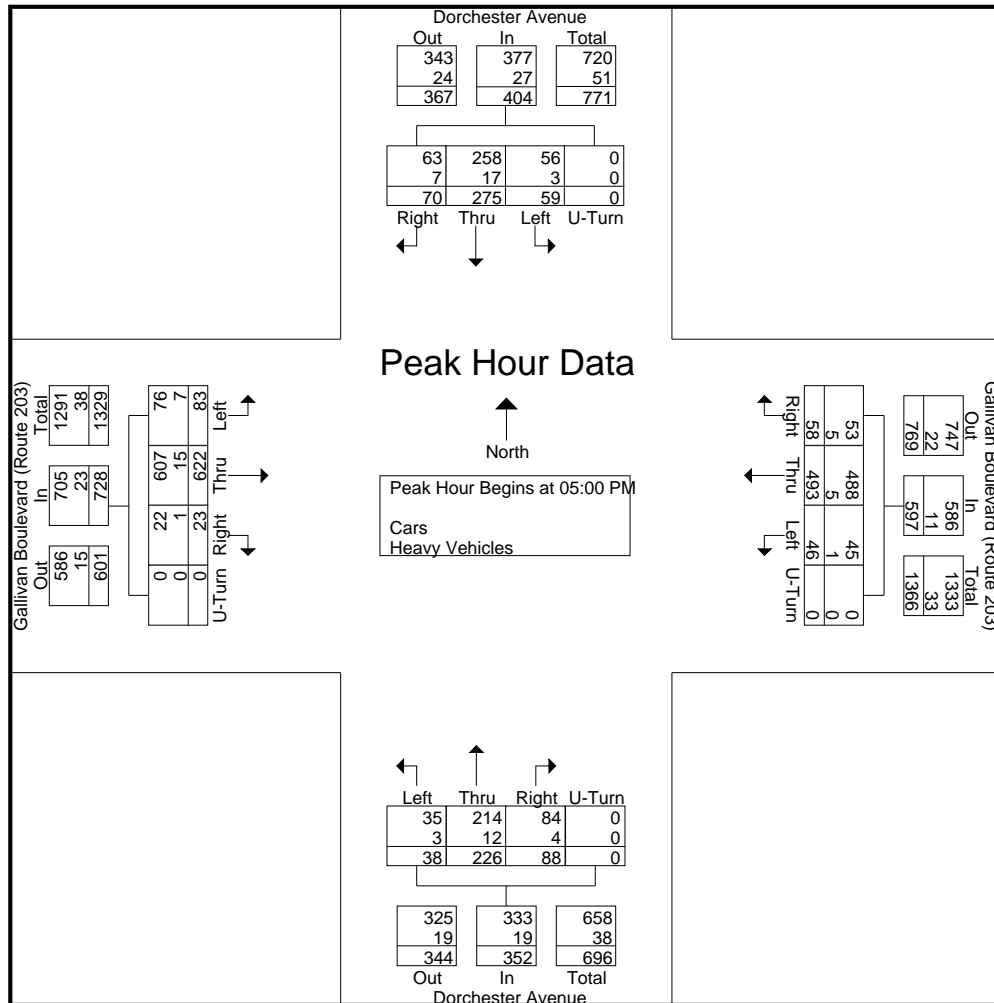 Dorchester Avenue
Out In Total
343 377 720
24 27 51
367 404 771
63 258 56 0
7 17 3 0
70 275 59 0
Right Thru Left U-Turn
Peak Hour Data
North
Peak Hour Begins at 05:00 PM
Cars
Heavy Vehicles
Gallivan Boulevard (Route 203)
Out In Total
586 705 1291
15 23 38
601 728 1329
0 22 607 76
0 1 15 7
0 23 622 83
U-Turn Right Thru Left
Gallivan Boulevard (Route 203)
Out In Total
747 586 1333
22 11 33
769 597 1366
53 488 45 0
5 5 1 0
58 493 46 0
Right Thru Left U-Turn
Left Thru Right U-Turn
35 214 84 0
3 12 4 0
38 226 88 0
325 333 658
19 19 38
344 352 696
Out In Total
Dorchester Avenue